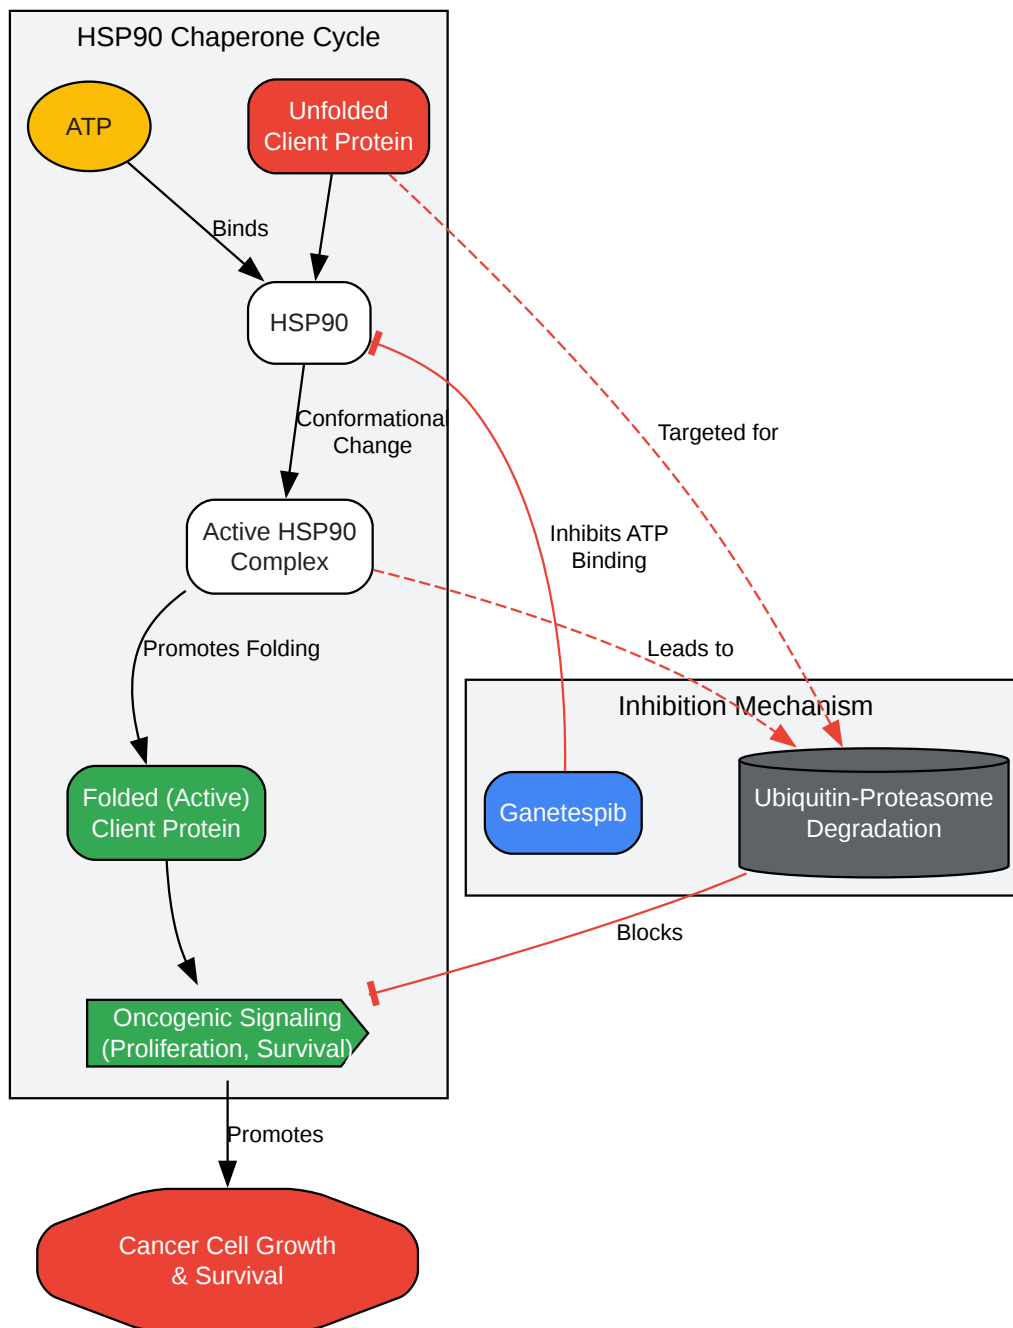 HSP90 Chaperone Cycle
ATP
Unfolded
Client Protein
Binds
HSP90
Conformational
Change
Targeted for
Active HSP90
Complex
Inhibits ATP
Binding
Promotes Folding
Leads to
Inhibition Mechanism
Folded (Active)
Client Protein
Ganetespib
Ubiquitin-Proteasome
Degradation
Blocks
Oncogenic Signaling
(Proliferation, Survival)
Promotes
Cancer Cell Growth
& Survival